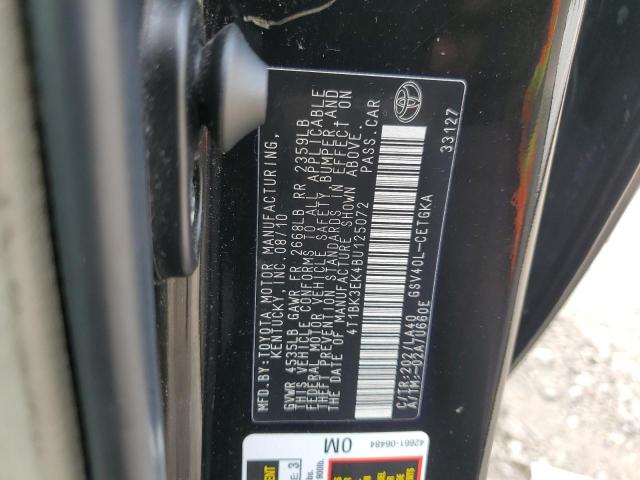 MFD.BY:TOYOTA MOTOR MANUFACTURING,
KENTUCKY, INC. 08/10
GVWR 4535LB GAWR FR 2668LB RR 2359LB
THIS VEHICLE CONFORMS TO ALL APPLICABLE
FEDERAL MOTOR VEHICLE SAFETY BUMPER, AND
THEFT PREVENTION STANDARDS IN EFFECT ON
THE DATE OF MANUFACTURE SHOWN ABOVE.
4T1BK3EK4BU125072 PASS.CAR
C/TR:202/LA40 GSV40L-CETGKA
A/TM:-02A/U660E
33127
42661-06484
0M